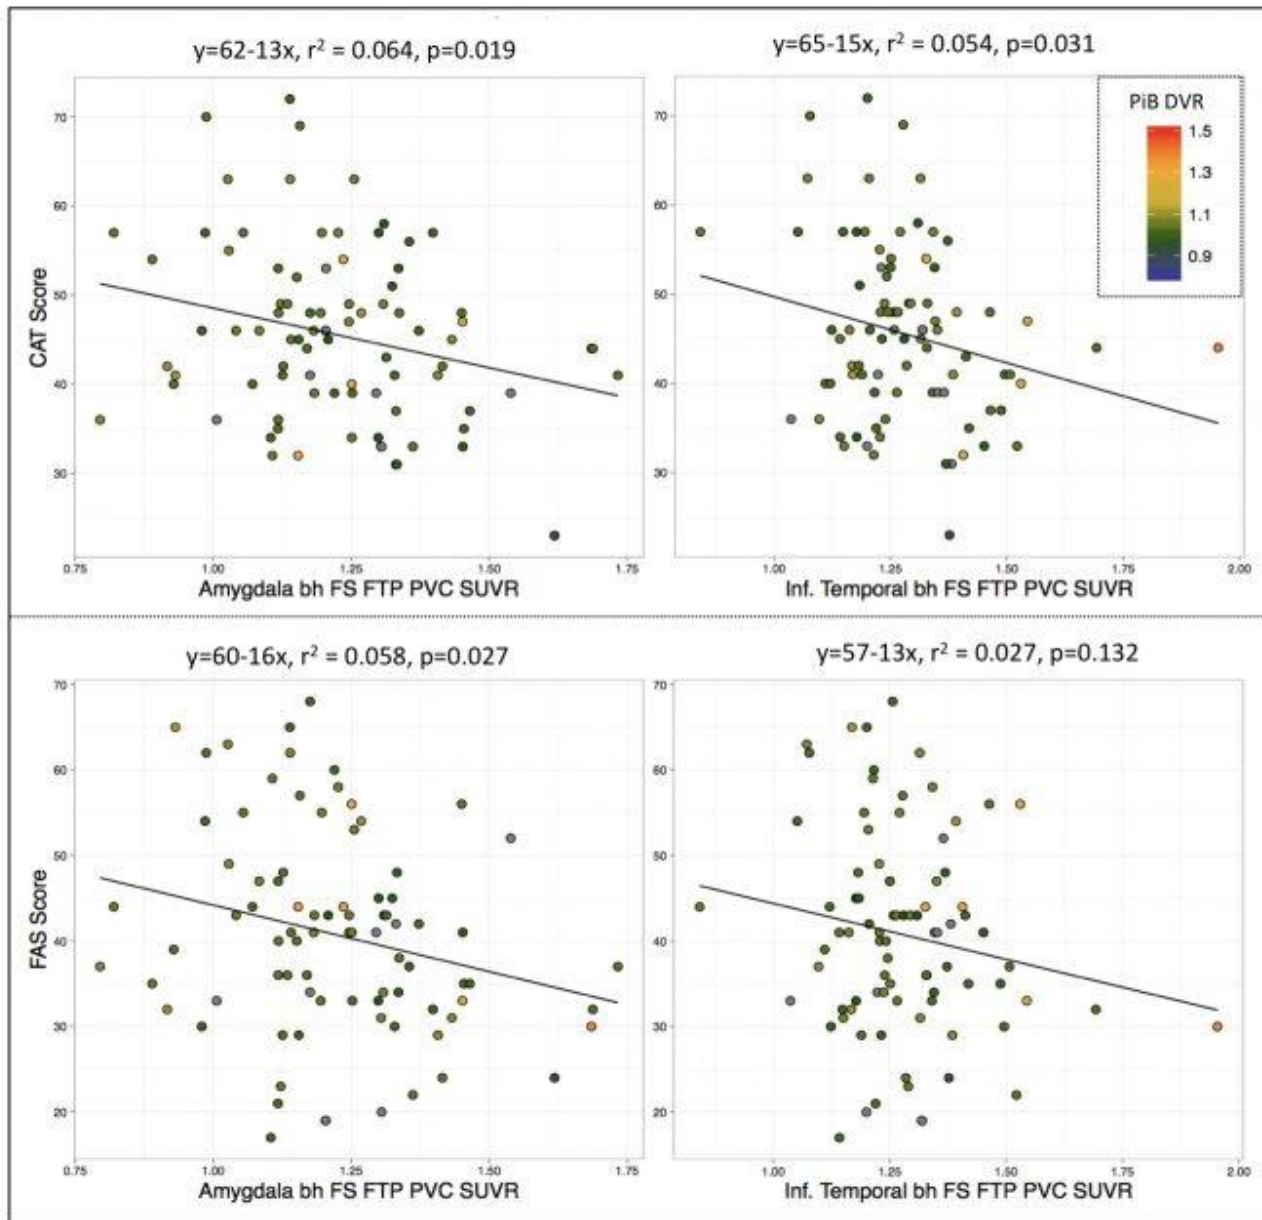 y=62-13x, r² = 0.064, p=0.019
70
60
50
40
30
CAT Score
0.75 1.00 1.25 1.50 1.75
Amygdala bh FS FTP PVC SUVR
y=65-15x, r² = 0.054, p=0.031
PiB DVR
1.5
1.3
1.1
0.9
70
60
50
40
30
1.00 1.25 1.50 1.75 2.00
Inf. Temporal bh FS FTP PVC SUVR
y=60-16x, r² = 0.058, p=0.027
70
60
50
40
30
20
FAS Score
0.75 1.00 1.25 1.50 1.75
Amygdala bh FS FTP PVC SUVR
y=57-13x, r² = 0.027, p=0.132
70
60
50
40
30
20
1.00 1.25 1.50 1.75 2.00
Inf. Temporal bh FS FTP PVC SUVR